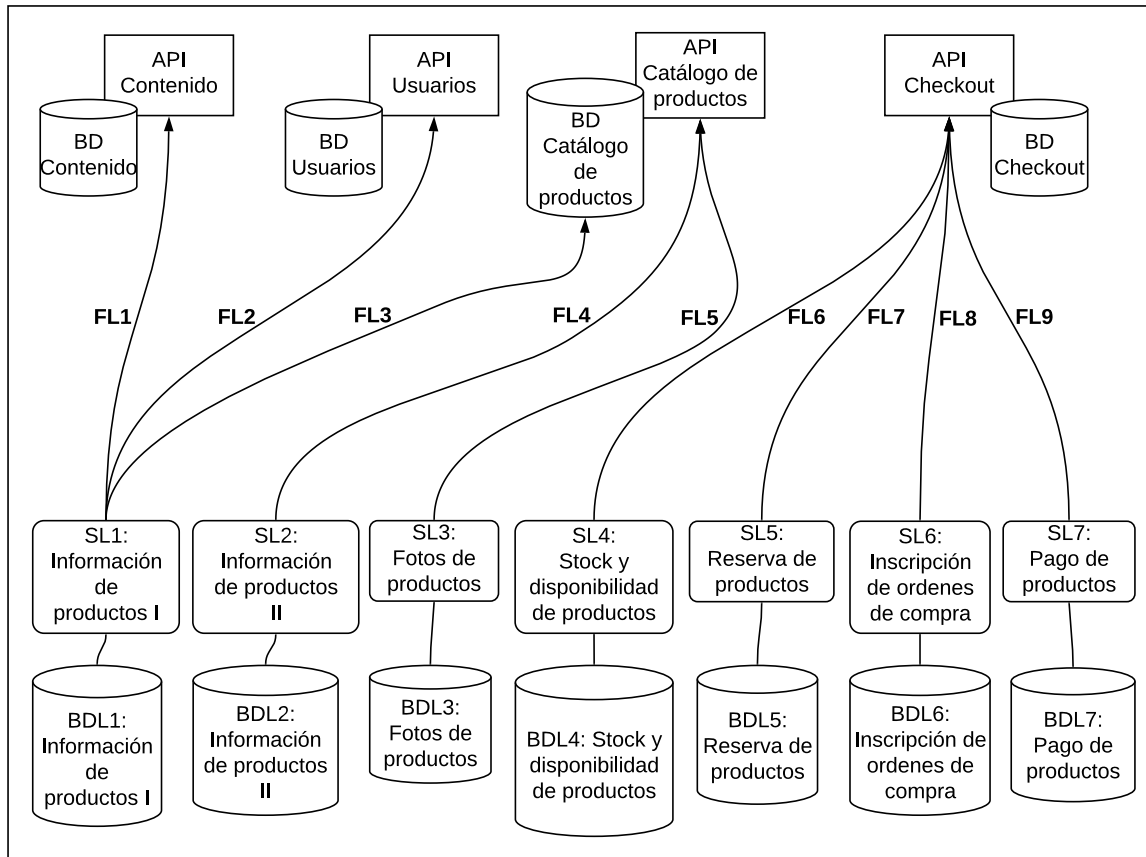 API
Contenido
BD
Contenido
API
Usuarios
BD
Usuarios
API
Catálogo de
productos
BD
Catálogo
de
productos
API
Checkout
BD
Checkout
FL1
FL2
FL3
FL4
FL5
FL6
FL7
FL8
FL9
SL1:
Información
de
productos I
SL2:
Información
de productos
II
SL3:
Fotos de
productos
SL4:
Stock y
disponibilidad
de productos
SL5:
Reserva de
productos
SL6:
Inscripción
de ordenes
de compra
SL7:
Pago de
productos
BDL1:
Información
de
productos I
BDL2:
Información
de productos
II
BDL3:
Fotos de
productos
BDL4: Stock y
disponibilidad
de productos
BDL5:
Reserva de
productos
BDL6:
Inscripción de
ordenes de
compra
BDL7:
Pago de
productos